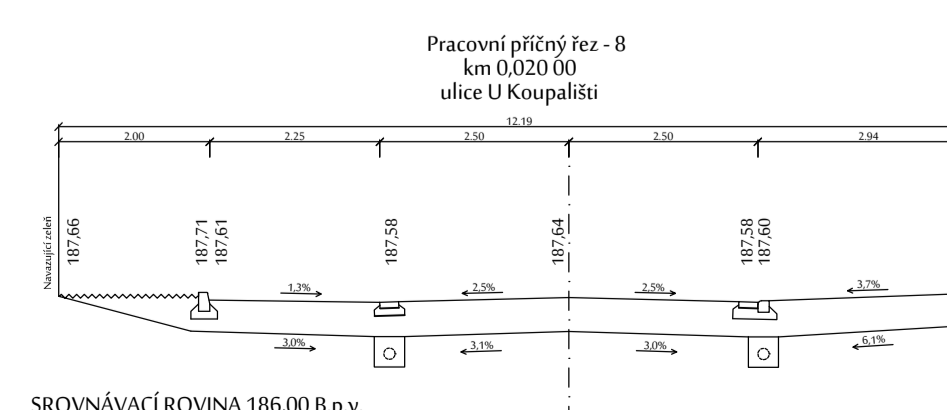 Pracovní příčný řez - 8
km 0,020 00
ulice U Koupališti
12.19
2.00 2.25 2.50 2.50 2.94
Navazující zeleň
187,66 187,71 187,61 187,58 187,64 187,58 187,60
1,3% 2,5% 2,5% 3,7%
3,0% 3,1% 3,0% 6,1%
SROVNÁVACÍ ROVINA 186,00 B.p.v.